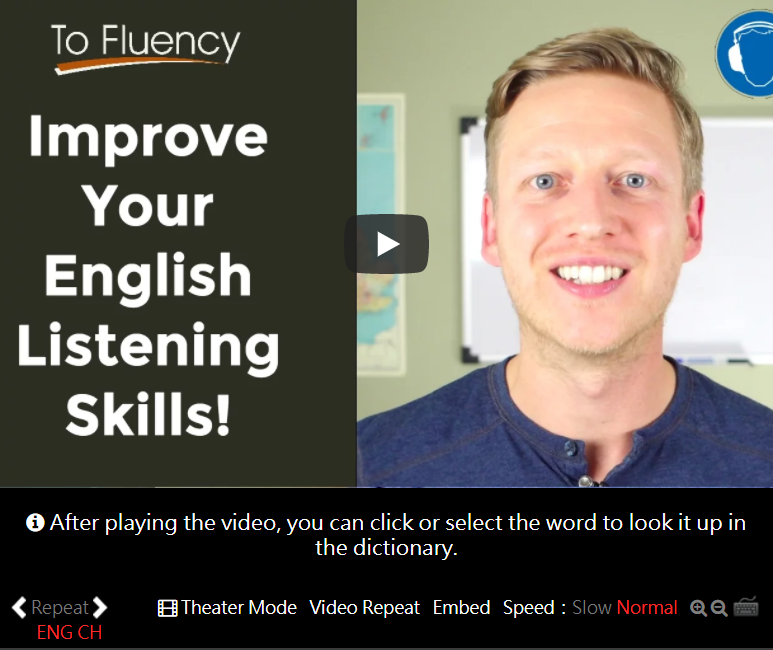 To Fluency
Improve
Your
English
Listening
Skills!
After playing the video, you can click or select the word to look it up in
the dictionary.
Repeat Theater Mode Video Repeat Embed Speed : Slow Normal
ENG CH